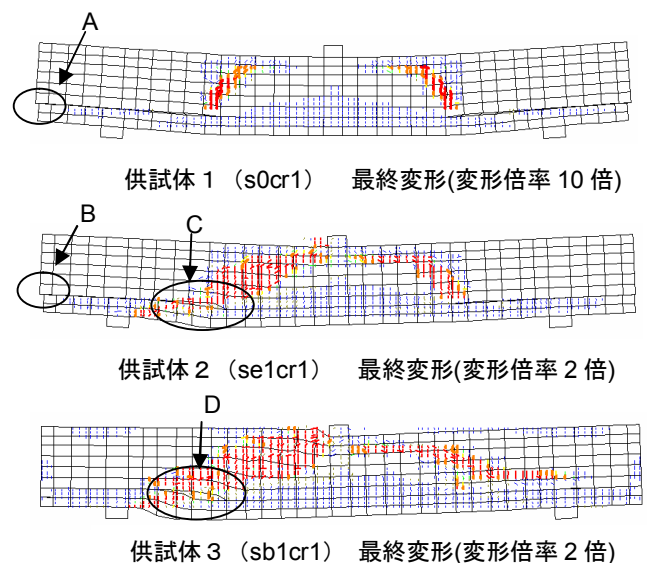 A
供試体１（s0cr1） 最終変形(変形倍率 10 倍)
B
C
供試体２（se1cr1） 最終変形(変形倍率 2 倍)
D
供試体３（sb1cr1） 最終変形(変形倍率 2 倍)